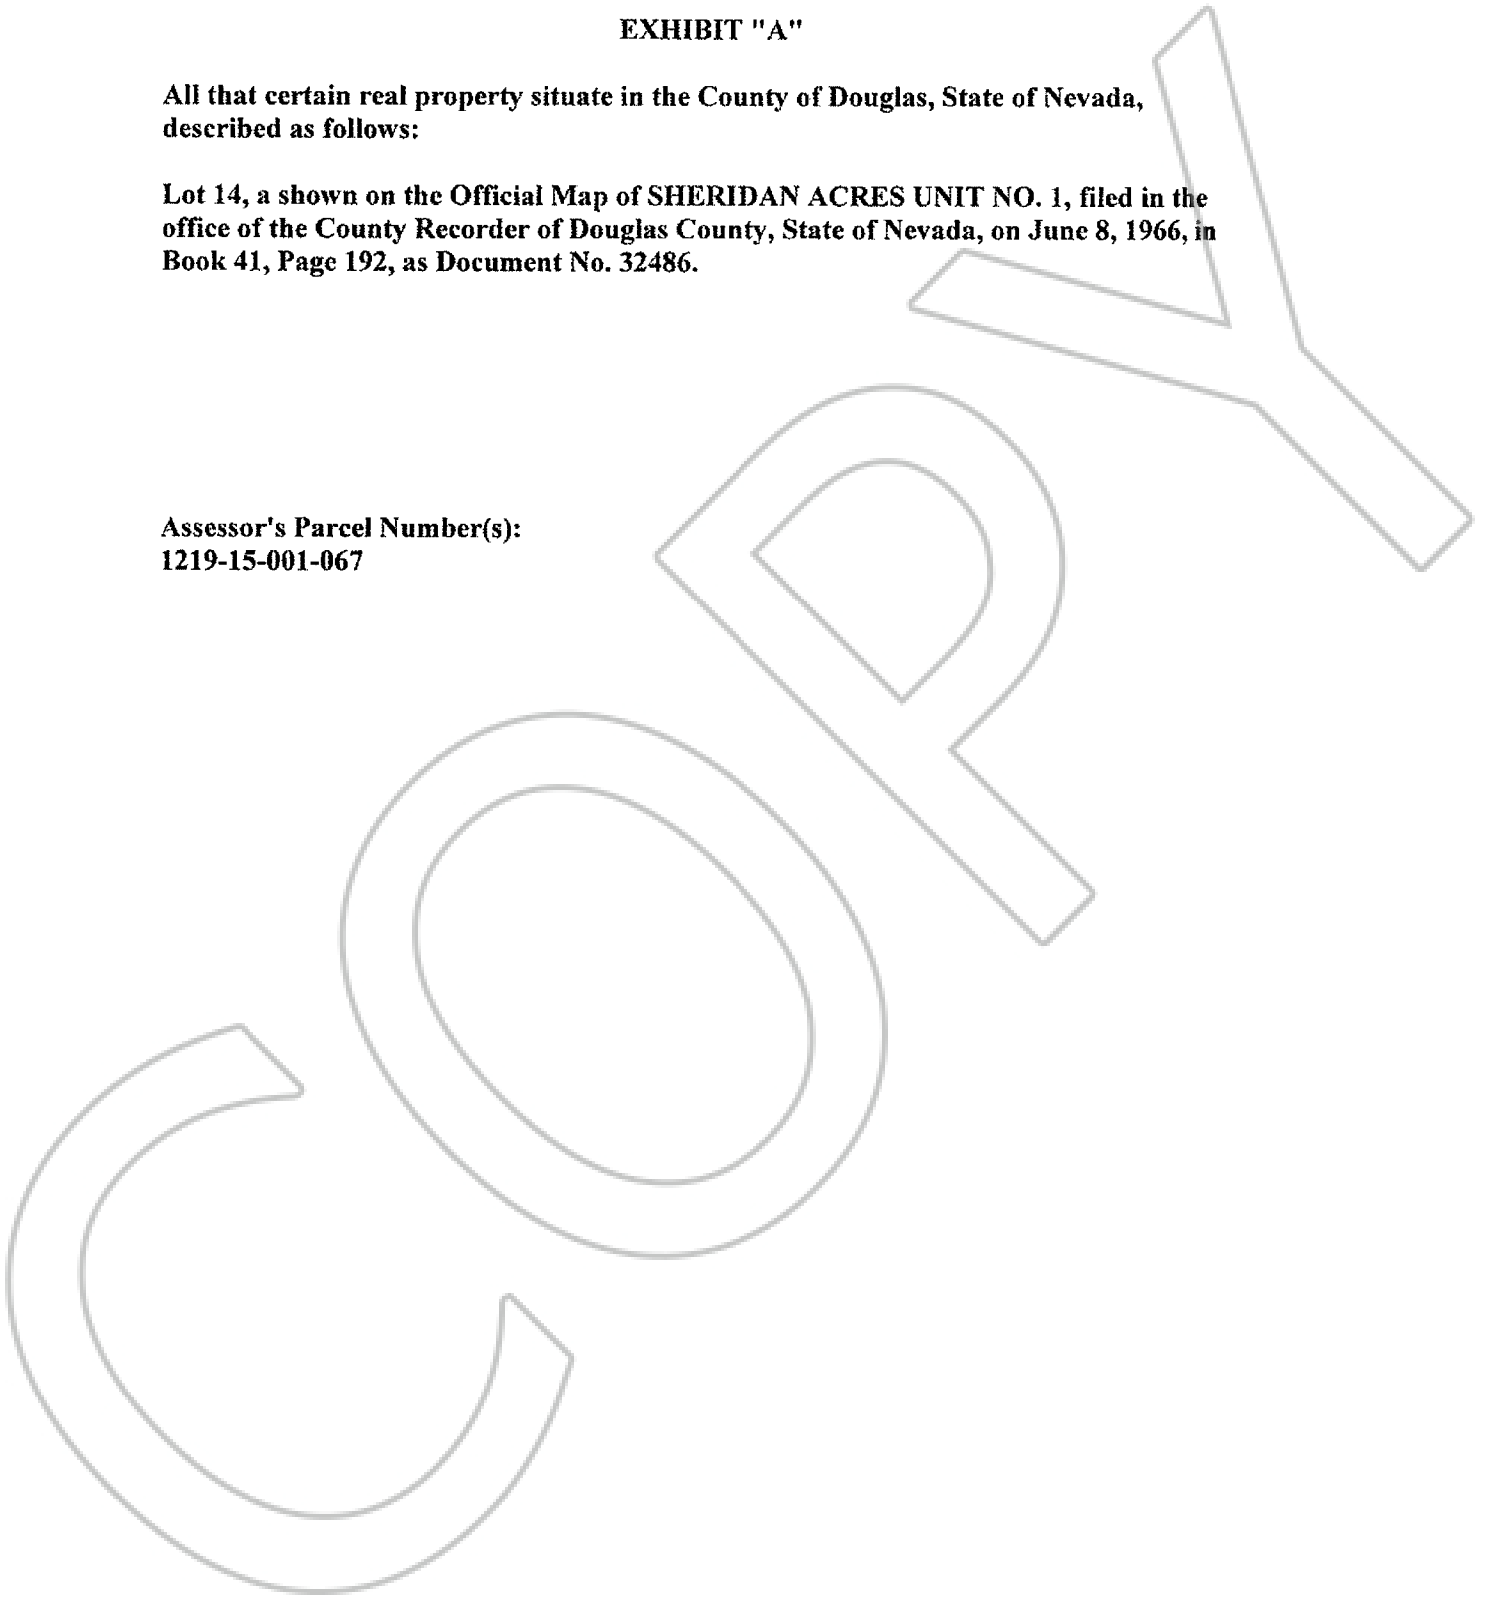 EXHIBIT "A"
All that certain real property situate in the County of Douglas, State of Nevada,
described as follows:
Lot 14, a shown on the Official Map of SHERIDAN ACRES UNIT NO. 1, filed in the
office of the County Recorder of Douglas County, State of Nevada, on June 8, 1966, in
Book 41, Page 192, as Document No. 32486.
Assessor's Parcel Number(s):
1219-15-001-067
COPY